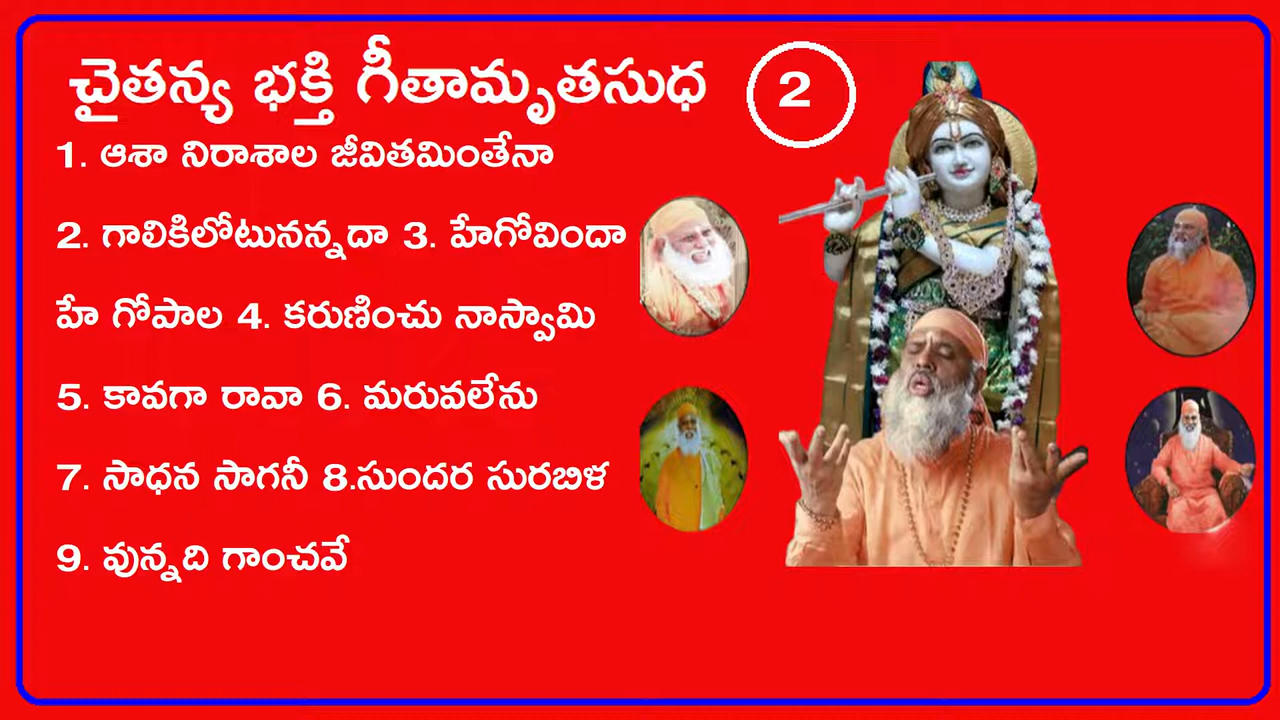 చైతన్య భక్తి గీతామృతసుధ 2
1. ఆశా నిరాశాల జీవితమింతేనా
2. గాలికిలోటునన్నదా 3. హేగోవిందా
హే గోపాల 4. కరుణించు నాస్వామి
5. కావగా రావా 6. మరువలేను
7. సాధన సాగనీ 8.సుందర సురబిళ
9. వున్నది గాంచవే